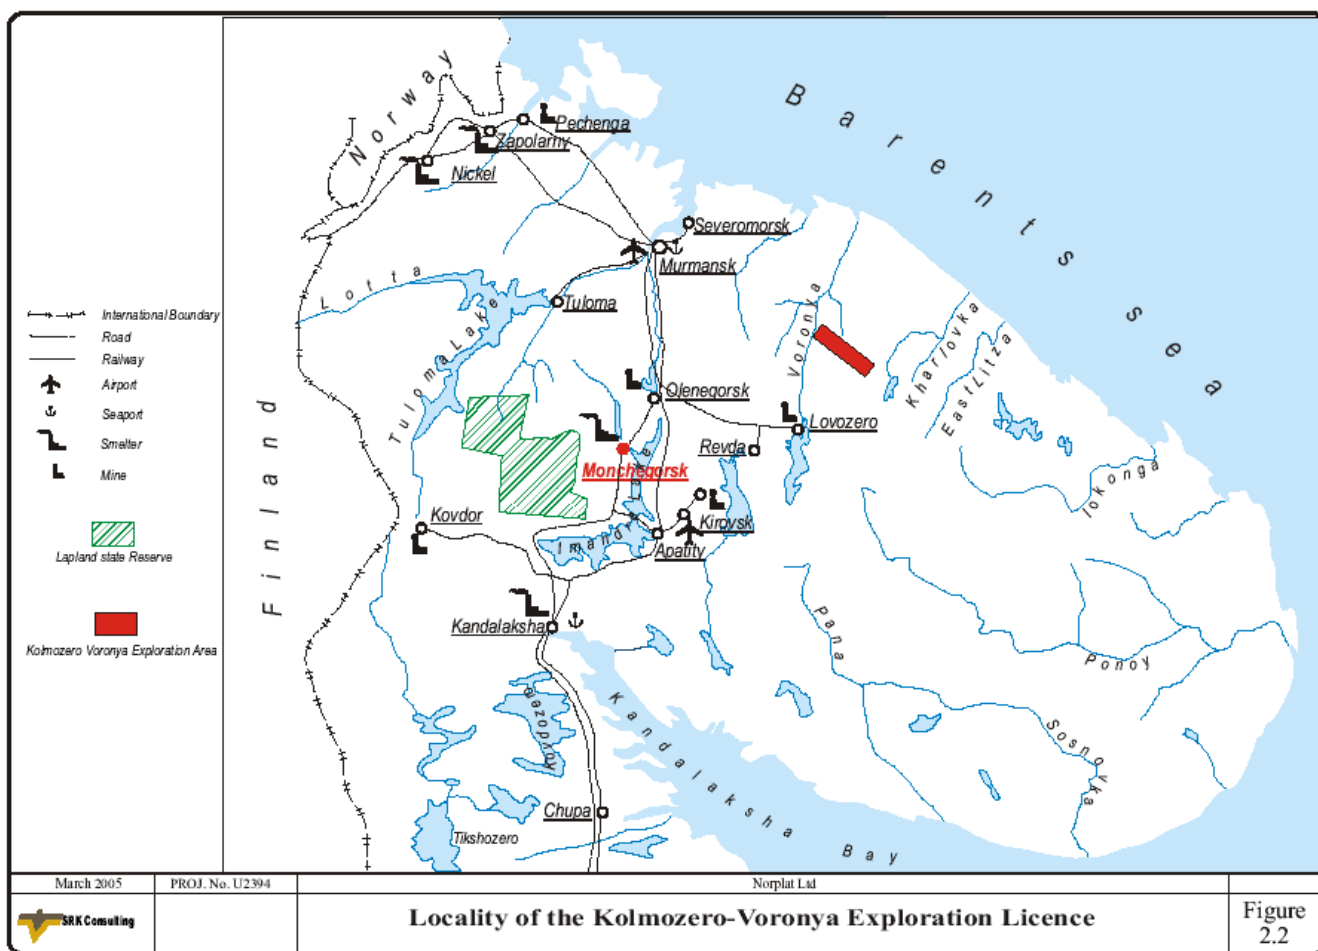 Norway
Pechenga
Zapolarny
Nickel
Barents sea
Severomorsk
Murmansk
Lotta
Tuloma
TulomaLake
Voronya
Kharlovka
EastLitza
International Boundary
Road
Railway
Airport
Seaport
Smelter
Mine
Lapland state Reserve
Kolmozero Voronya Exploration Area
Finland
Olenegorsk
Lovozero
Revda
Monchegorsk
Iokonga
Kovdor
Kirovsk
Imandra Lake
Apatity
Kandalaksha
Pana
Ponoy
Sosnovka
Kandalaksha Bay
Chupa
Tikshozero
March 2005
PROJ. No. U2394
Norplat Ltd
SRK Consulting
Locality of the Kolmozero-Voronya Exploration Licence
Figure
2.2